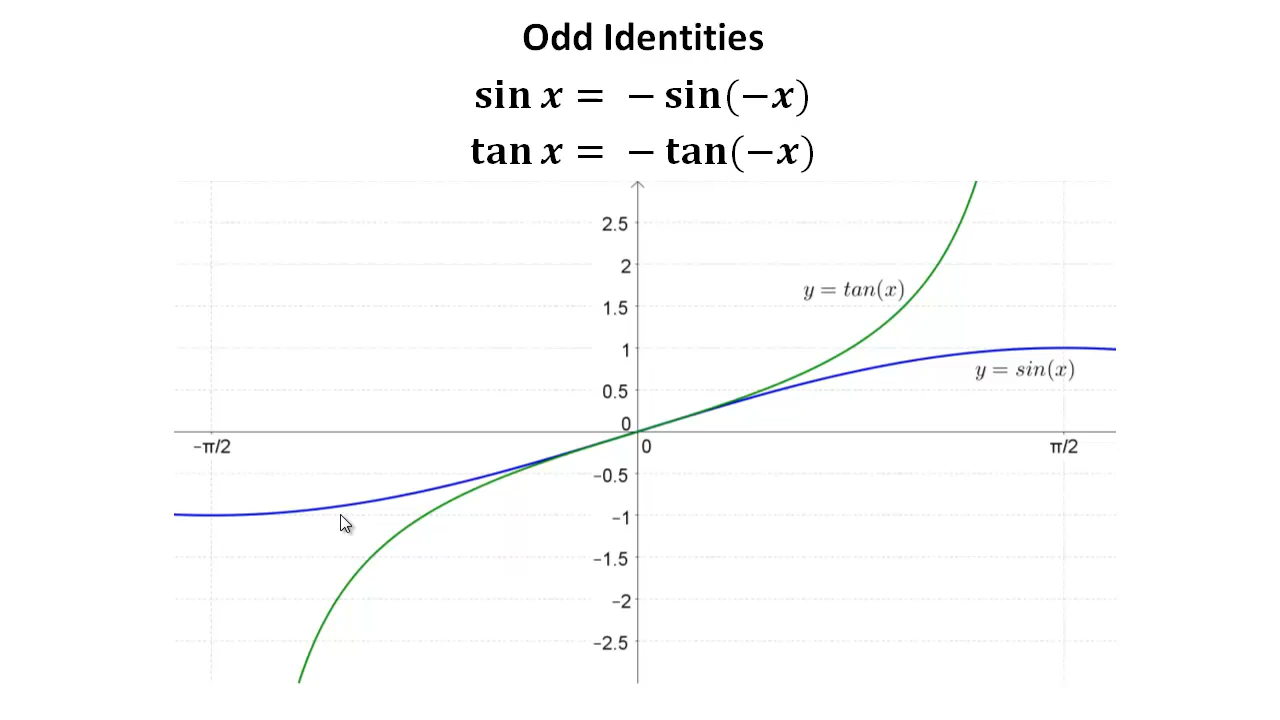 Odd Identities
sin x = − sin(−x)
tan x = − tan(−x)
2.5
2
y = tan(x)
1.5
1
y = sin(x)
0.5
0
−π/2
0
π/2
−0.5
−1
−1.5
−2
−2.5